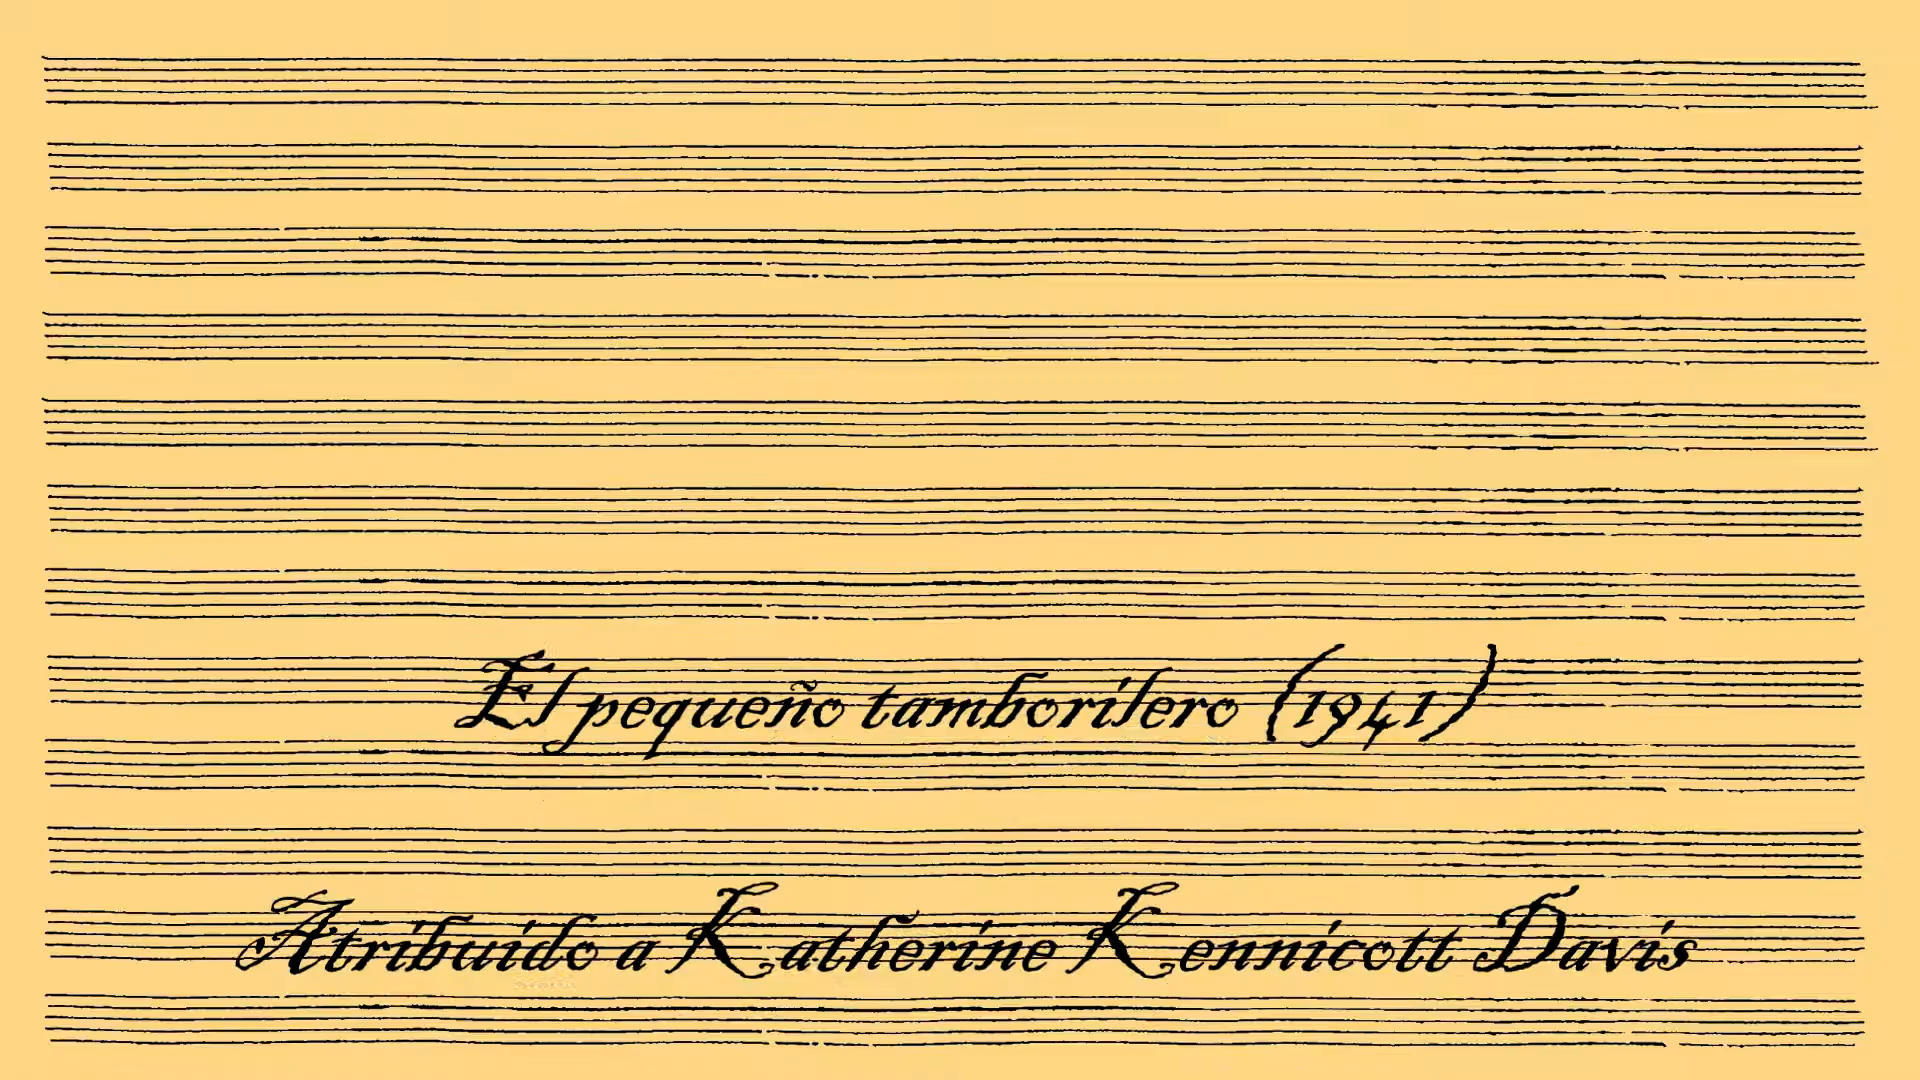 El pequeño tamborilero (1941)
Atribuido a Katherine Kennicott Davis